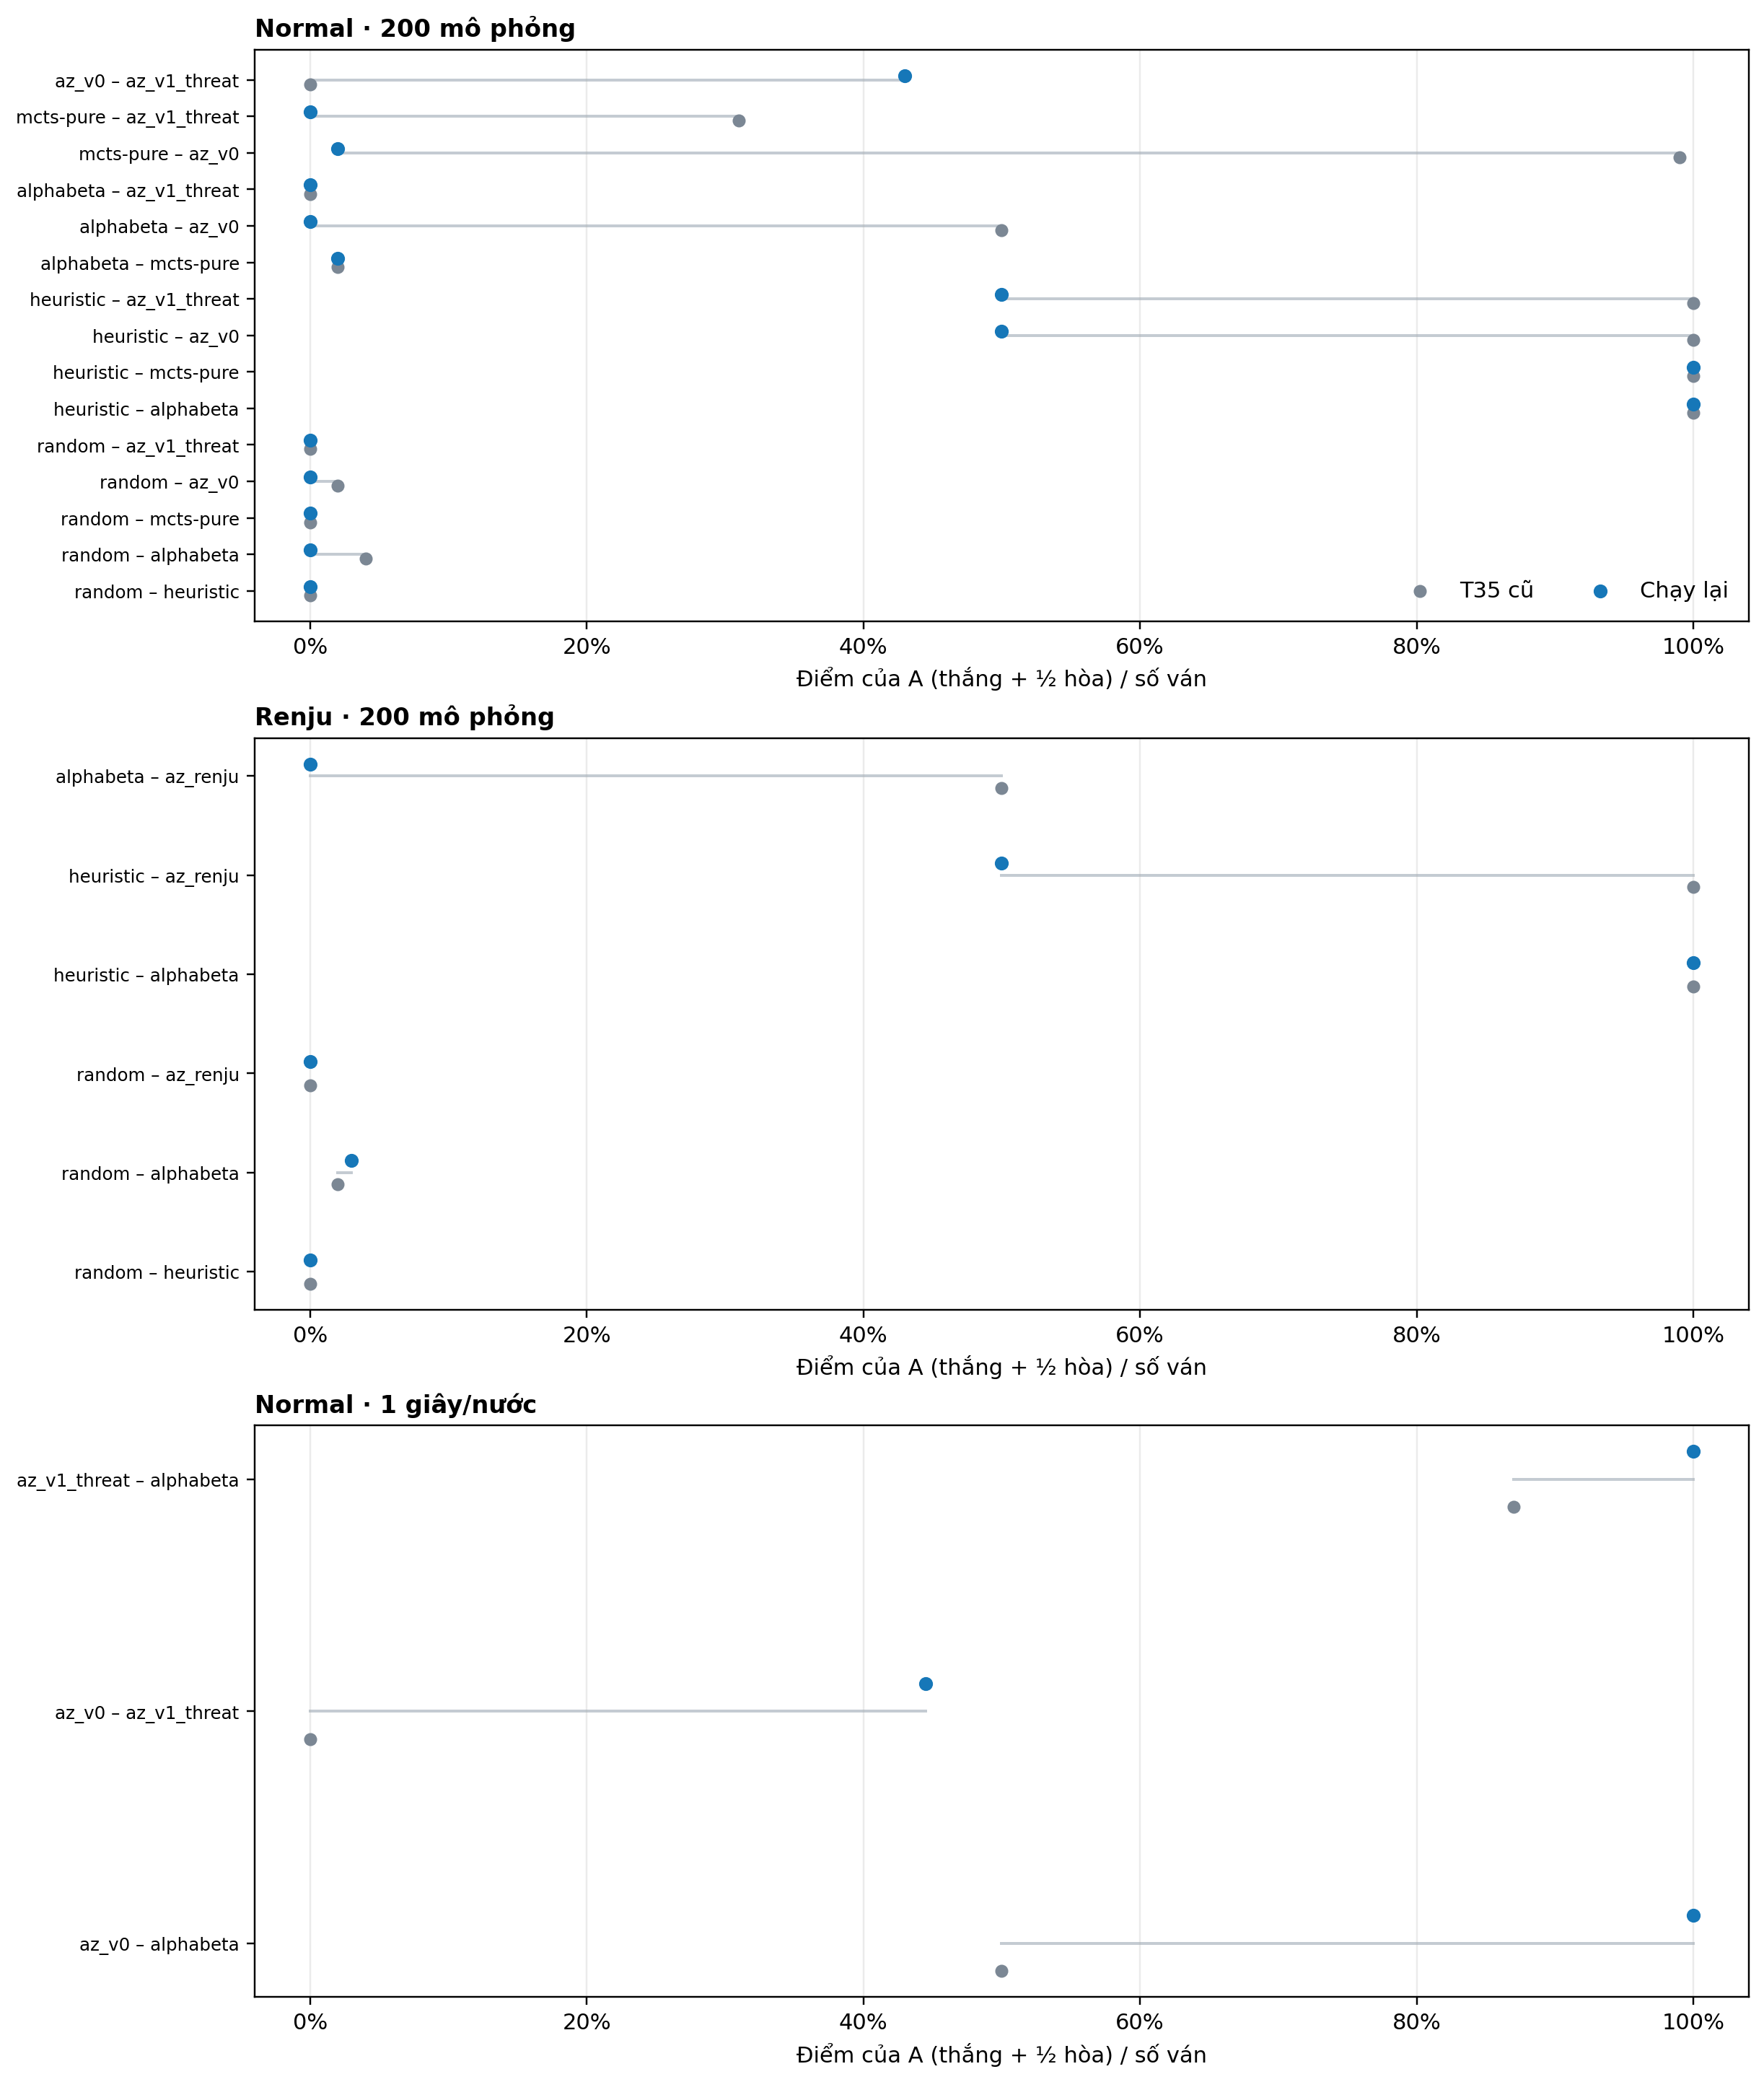 Normal · 200 mô phỏng
az_v0 – az_v1_threat
mcts-pure – az_v1_threat
mcts-pure – az_v0
alphabeta – az_v1_threat
alphabeta – az_v0
alphabeta – mcts-pure
heuristic – az_v1_threat
heuristic – az_v0
heuristic – mcts-pure
heuristic – alphabeta
random – az_v1_threat
random – az_v0
random – mcts-pure
random – alphabeta
random – heuristic
T35 cũ Chạy lại
0% 20% 40% 60% 80% 100%
Điểm của A (thắng + ½ hòa) / số ván
Renju · 200 mô phỏng
alphabeta – az_renju
heuristic – az_renju
heuristic – alphabeta
random – az_renju
random – alphabeta
random – heuristic
0% 20% 40% 60% 80% 100%
Điểm của A (thắng + ½ hòa) / số ván
Normal · 1 giây/nước
az_v1_threat – alphabeta
az_v0 – az_v1_threat
az_v0 – alphabeta
0% 20% 40% 60% 80% 100%
Điểm của A (thắng + ½ hòa) / số ván